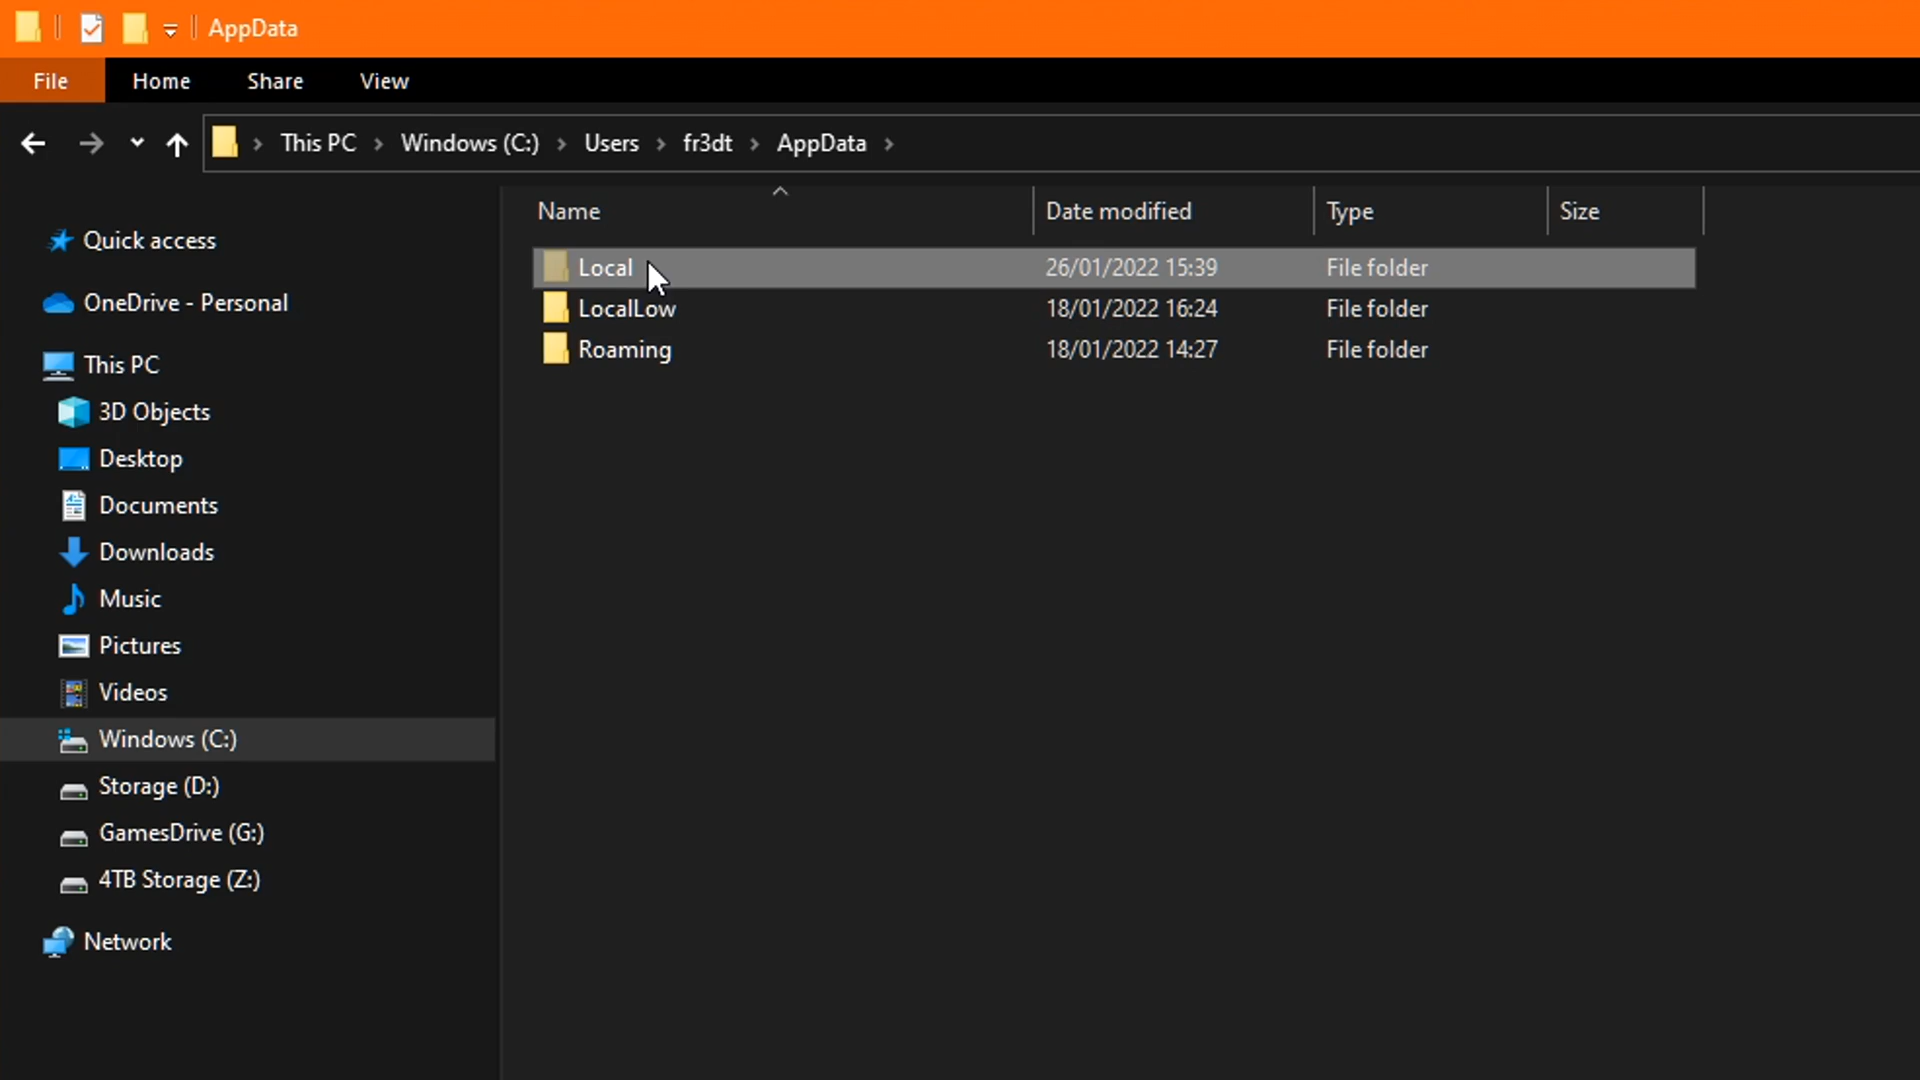 AppData
File Home Share View
This PC Windows (C:) Users fr3dt AppData
Name Date modified Type Size
Quick access
Local 26/01/2022 15:39 File folder
OneDrive - Personal
LocalLow 18/01/2022 16:24 File folder
Roaming 18/01/2022 14:27 File folder
This PC
3D Objects
Desktop
Documents
Downloads
Music
Pictures
Videos
Windows (C:)
Storage (D:)
GamesDrive (G:)
4TB Storage (Z:)
Network